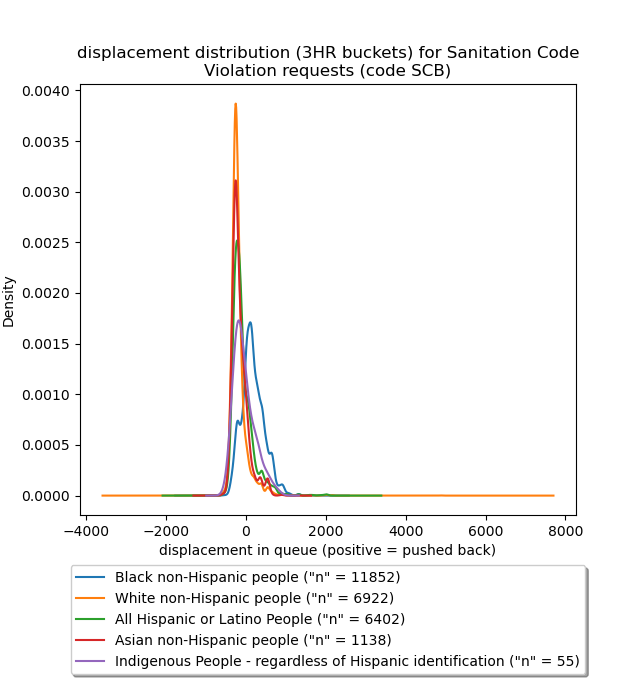 displacement distribution (3HR buckets) for Sanitation Code
Violation requests (code SCB)
0.0040
0.0035
0.0030
0.0025
0.0020
0.0015
0.0010
0.0005
0.0000
Density
−4000 −2000 0 2000 4000 6000 8000
displacement in queue (positive = pushed back)
Black non-Hispanic people ("n" = 11852)
White non-Hispanic people ("n" = 6922)
All Hispanic or Latino People ("n" = 6402)
Asian non-Hispanic people ("n" = 1138)
Indigenous People - regardless of Hispanic identification ("n" = 55)